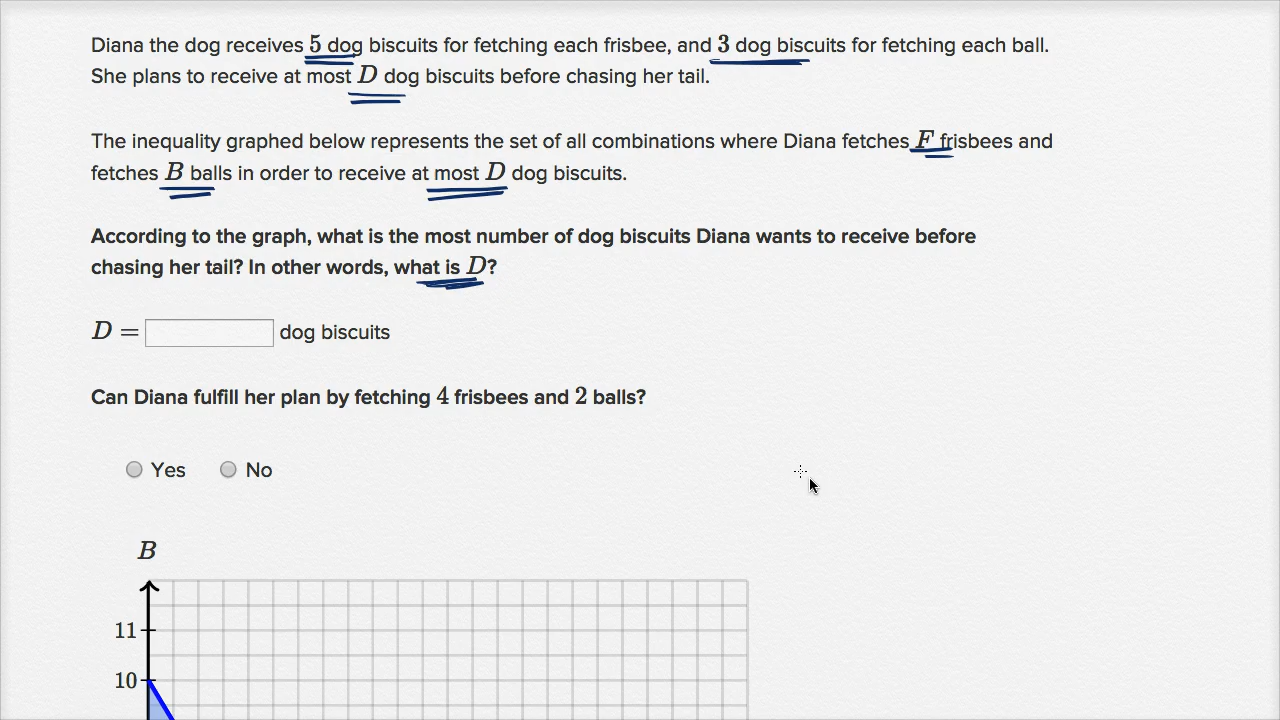 Diana the dog receives 5 dog biscuits for fetching each frisbee, and 3 dog biscuits for fetching each ball.
She plans to receive at most D dog biscuits before chasing her tail.
The inequality graphed below represents the set of all combinations where Diana fetches F frisbees and
fetches B balls in order to receive at most D dog biscuits.
According to the graph, what is the most number of dog biscuits Diana wants to receive before
chasing her tail? In other words, what is D?
D = dog biscuits
Can Diana fulfill her plan by fetching 4 frisbees and 2 balls?
Yes No
B
11
10